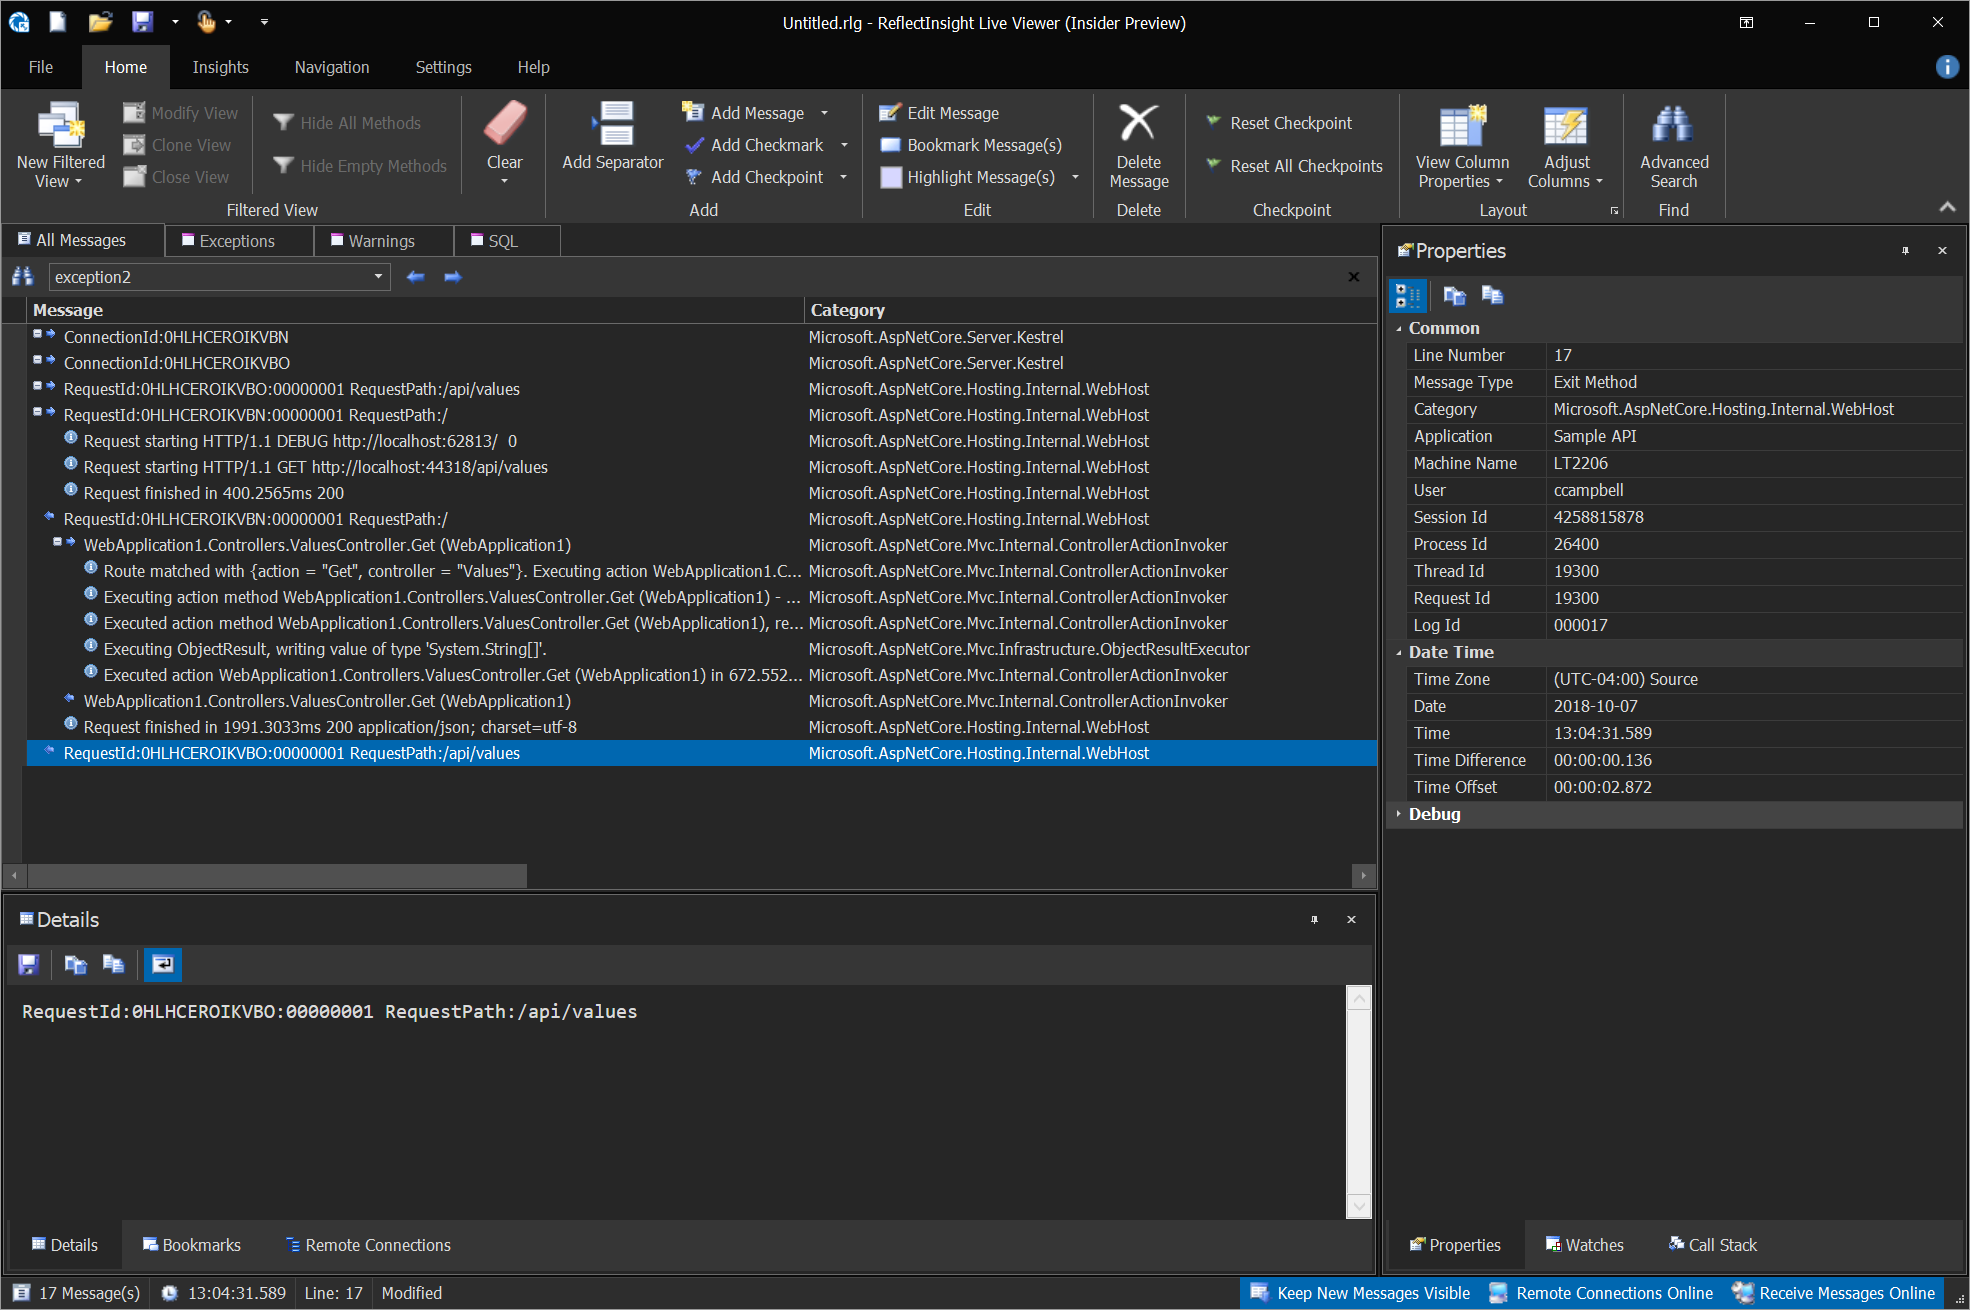 Untitled.rlg - ReflectInsight Live Viewer (Insider Preview)
File Home Insights Navigation Settings Help
New Filtered View
Modify View
Clone View
Close View
Hide All Methods
Hide Empty Methods
Filtered View
Clear
Add Separator
Add Message
Add Checkmark
Add Checkpoint
Add
Edit Message
Bookmark Message(s)
Highlight Message(s)
Edit
Delete Message
Delete
Reset Checkpoint
Reset All Checkpoints
Checkpoint
View Column Properties
Adjust Columns
Layout
Advanced Search
Find
All Messages Exceptions Warnings SQL
exception2
Message Category
ConnectionId:0HLHCEROIKVBN Microsoft.AspNetCore.Server.Kestrel
ConnectionId:0HLHCEROIKVBO Microsoft.AspNetCore.Server.Kestrel
RequestId:0HLHCEROIKVBO:00000001 RequestPath:/api/values Microsoft.AspNetCore.Hosting.Internal.WebHost
RequestId:0HLHCEROIKVBN:00000001 RequestPath:/ Microsoft.AspNetCore.Hosting.Internal.WebHost
Request starting HTTP/1.1 DEBUG http://localhost:62813/  0 Microsoft.AspNetCore.Hosting.Internal.WebHost
Request starting HTTP/1.1 GET http://localhost:44318/api/values Microsoft.AspNetCore.Hosting.Internal.WebHost
Request finished in 400.2565ms 200 Microsoft.AspNetCore.Hosting.Internal.WebHost
RequestId:0HLHCEROIKVBN:00000001 RequestPath:/ Microsoft.AspNetCore.Hosting.Internal.WebHost
WebApplication1.Controllers.ValuesController.Get (WebApplication1) Microsoft.AspNetCore.Mvc.Internal.ControllerActionInvoker
Route matched with {action = "Get", controller = "Values"}. Executing action WebApplication1.C... Microsoft.AspNetCore.Mvc.Internal.ControllerActionInvoker
Executing action method WebApplication1.Controllers.ValuesController.Get (WebApplication1) - ... Microsoft.AspNetCore.Mvc.Internal.ControllerActionInvoker
Executed action method WebApplication1.Controllers.ValuesController.Get (WebApplication1), re... Microsoft.AspNetCore.Mvc.Internal.ControllerActionInvoker
Executing ObjectResult, writing value of type 'System.String[]'. Microsoft.AspNetCore.Mvc.Infrastructure.ObjectResultExecutor
Executed action WebApplication1.Controllers.ValuesController.Get (WebApplication1) in 672.552... Microsoft.AspNetCore.Mvc.Internal.ControllerActionInvoker
WebApplication1.Controllers.ValuesController.Get (WebApplication1) Microsoft.AspNetCore.Mvc.Internal.ControllerActionInvoker
Request finished in 1991.3033ms 200 application/json; charset=utf-8 Microsoft.AspNetCore.Hosting.Internal.WebHost
RequestId:0HLHCEROIKVBO:00000001 RequestPath:/api/values Microsoft.AspNetCore.Hosting.Internal.WebHost
Details
RequestId:0HLHCEROIKVBO:00000001 RequestPath:/api/values
Details Bookmarks Remote Connections
Properties
Common
Line Number 17
Message Type Exit Method
Category Microsoft.AspNetCore.Hosting.Internal.WebHost
Application Sample API
Machine Name LT2206
User ccampbell
Session Id 4258815878
Process Id 26400
Thread Id 19300
Request Id 19300
Log Id 000017
Date Time
Time Zone (UTC-04:00) Source
Date 2018-10-07
Time 13:04:31.589
Time Difference 00:00:00.136
Time Offset 00:00:02.872
Debug
Properties Watches Call Stack
17 Message(s) 13:04:31.589 Line: 17 Modified Keep New Messages Visible Remote Connections Online Receive Messages Online